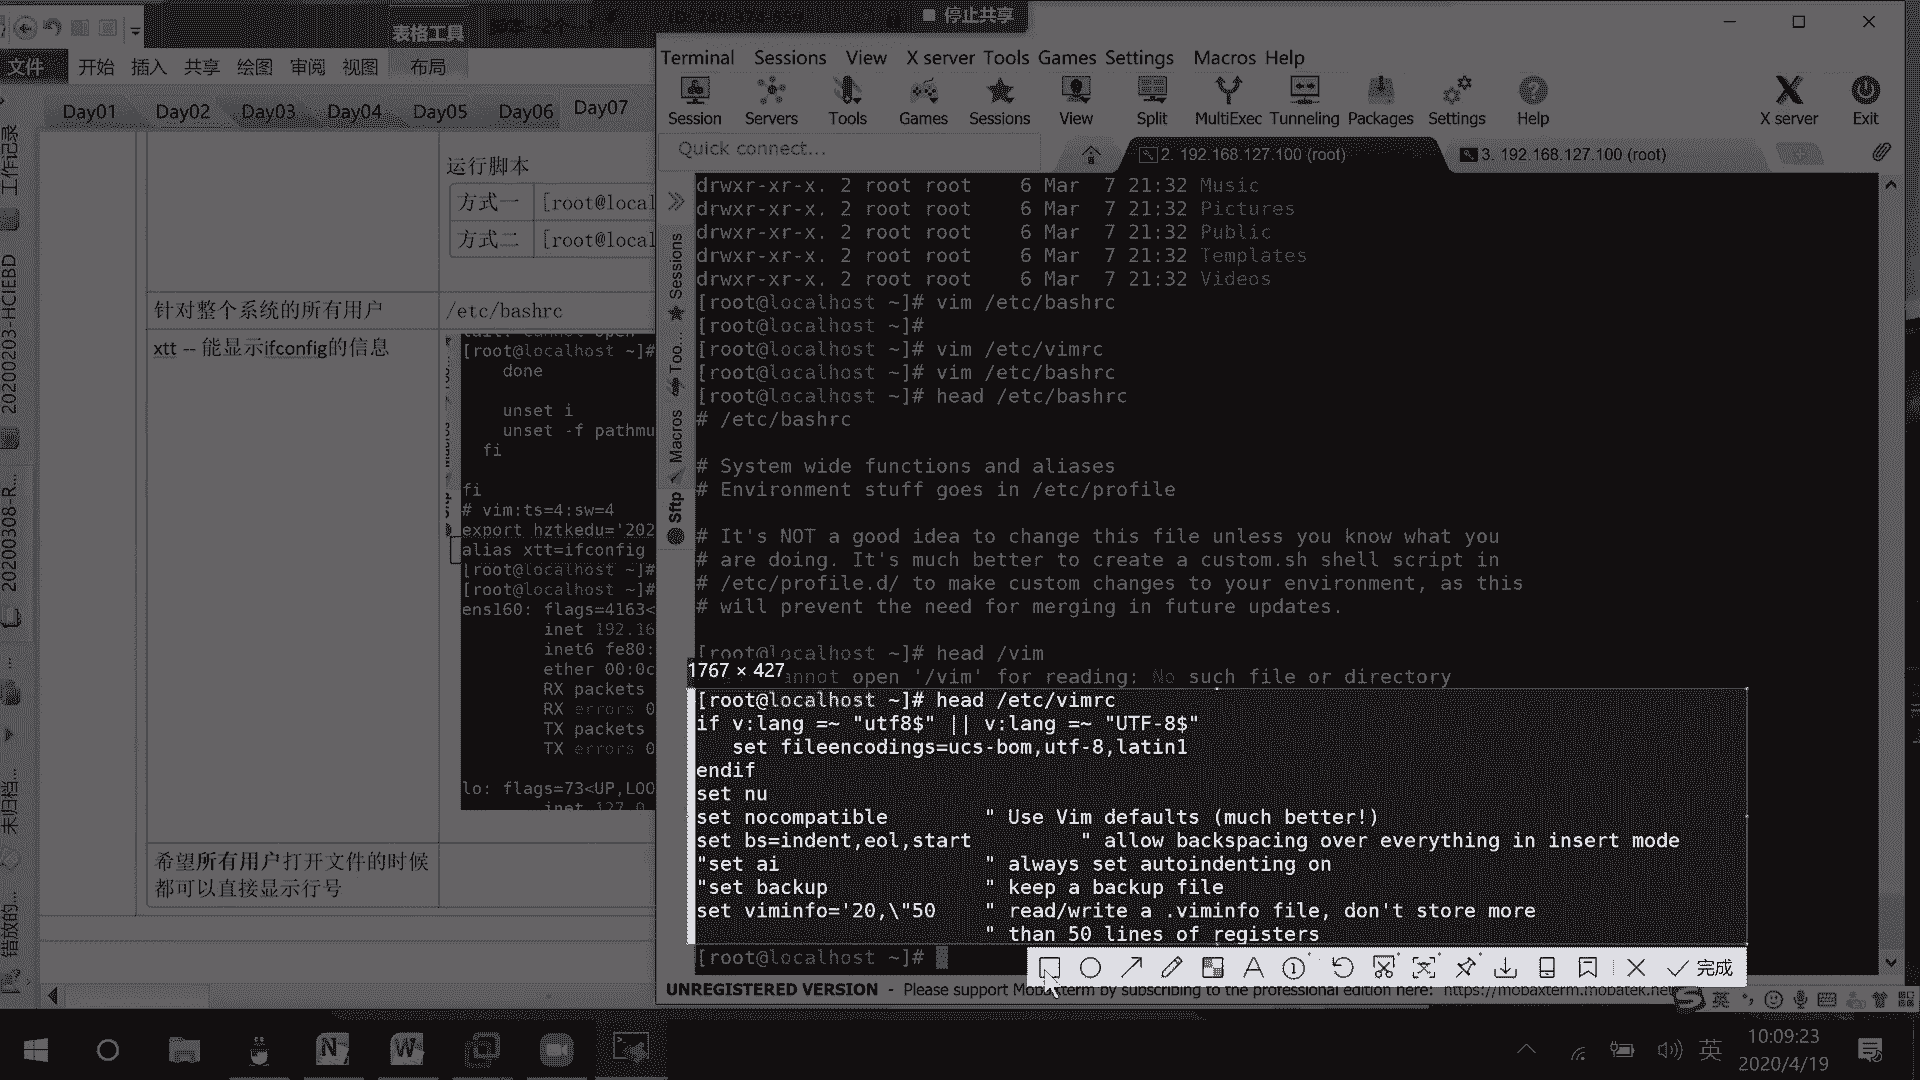 表格工具
停止共享
文件 开始 插入 共享 绘图 审阅 视图 布局
Day01 Day02 Day03 Day04 Day05 Day06 Day07
工作记录
20200203-HCIEBD
20200308-R...
未归档...
错放的...
运行脚本
方式一 [root@local
方式二 [root@local
针对整个系统的所有用户 /etc/bashrc
xtt -- 能显示ifconfig的信息
[root@localhost ~]#
done
unset i
unset -f pathmu
fi
fi
# vim:ts=4:sw=4
export hztkedu='202
alias xtt=ifconfig
[root@localhost ~]#
[root@localhost ~]#
ens160: flags=4163<
inet 192.16
inet6 fe80:
ether 00:0c
RX packets
RX errors 0
TX packets
TX errors 0
lo: flags=73<UP,LOO
inet 127.0
希望所有用户打开文件的时候
都可以直接显示行号
Terminal Sessions View X server Tools Games Settings Macros Help
Session Servers Tools Games Sessions View Split MultiExec Tunneling Packages Settings Help X server Exit
Quick connect...
2. 192.168.127.100 (root)
3. 192.168.127.100 (root)
Sessions
Too...
Macros
Sftp
drwxr-xr-x. 2 root root    6 Mar  7 21:32 Music
drwxr-xr-x. 2 root root    6 Mar  7 21:32 Pictures
drwxr-xr-x. 2 root root    6 Mar  7 21:32 Public
drwxr-xr-x. 2 root root    6 Mar  7 21:32 Templates
drwxr-xr-x. 2 root root    6 Mar  7 21:32 Videos
[root@localhost ~]# vim /etc/bashrc
[root@localhost ~]#
[root@localhost ~]# vim /etc/vimrc
[root@localhost ~]# vim /etc/bashrc
[root@localhost ~]# head /etc/bashrc
# /etc/bashrc
# System wide functions and aliases
# Environment stuff goes in /etc/profile
# It's NOT a good idea to change this file unless you know what you
# are doing. It's much better to create a custom.sh shell script in
# /etc/profile.d/ to make custom changes to your environment, as this
# will prevent the need for merging in future updates.
[root@localhost ~]# head /vim
1767 × 427
open '/vim' for reading: No such file or directory
[root@localhost ~]# head /etc/vimrc
if v:lang =~ "utf8$" || v:lang =~ "UTF-8$"
   set fileencodings=ucs-bom,utf-8,latin1
endif
set nu
set nocompatible        " Use Vim defaults (much better!)
set bs=indent,eol,start         " allow backspacing over everything in insert mode
"set ai                 " always set autoindenting on
"set backup             " keep a backup file
set viminfo='20,\"50    " read/write a .viminfo file, don't store more
                        " than 50 lines of registers
[root@localhost ~]#
完成
UNREGISTERED VERSION - Please support MobaXterm by subscribing to the professional edition here: https://mobaxterm.mobatek.net
英
英
10:09:23
2020/4/19